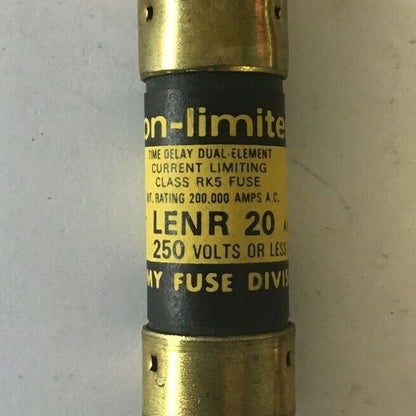 on-limite
TIME DELAY DUAL-ELEMENT
CURRENT LIMITING
CLASS RK5 FUSE
NT. RATING 200,000 AMPS A.C.
LENR 20 A
250 VOLTS OR LESS
MY FUSE DIVIS